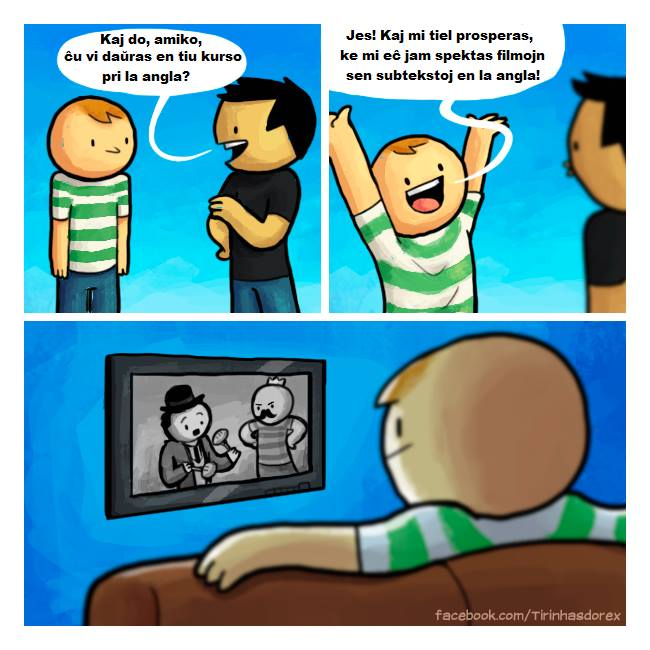 Kaj do, amiko,
ĉu vi daŭras en tiu kurso
pri la angla?
Jes! Kaj mi tiel prosperas,
ke mi eĉ jam spektas filmojn
sen subtekstoj en la angla!
facebook.com/Tirinhasdorex